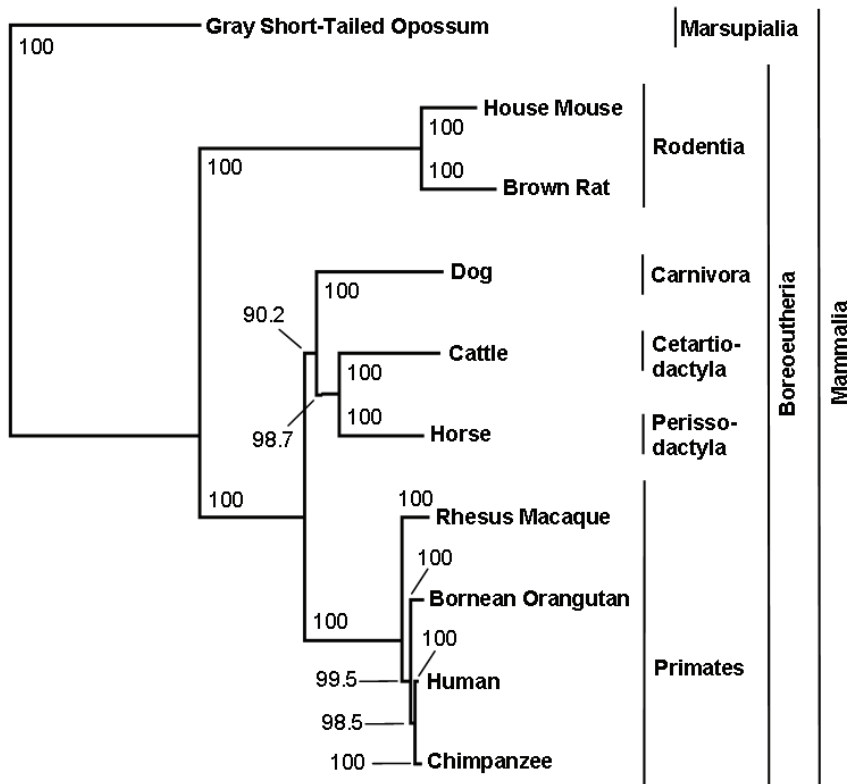 Gray Short-Tailed Opossum
Marsupialia
100
House Mouse
100
Rodentia
100
100
Brown Rat
Dog
Carnivora
100
90.2
Cattle
Cetartio-
dactyla
100
100
98.7
Horse
Perisso-
dactyla
100
100
Rhesus Macaque
100
Bornean Orangutan
100
100
99.5
Human
Primates
98.5
100
Chimpanzee
Boreoeutheria
Mammalia